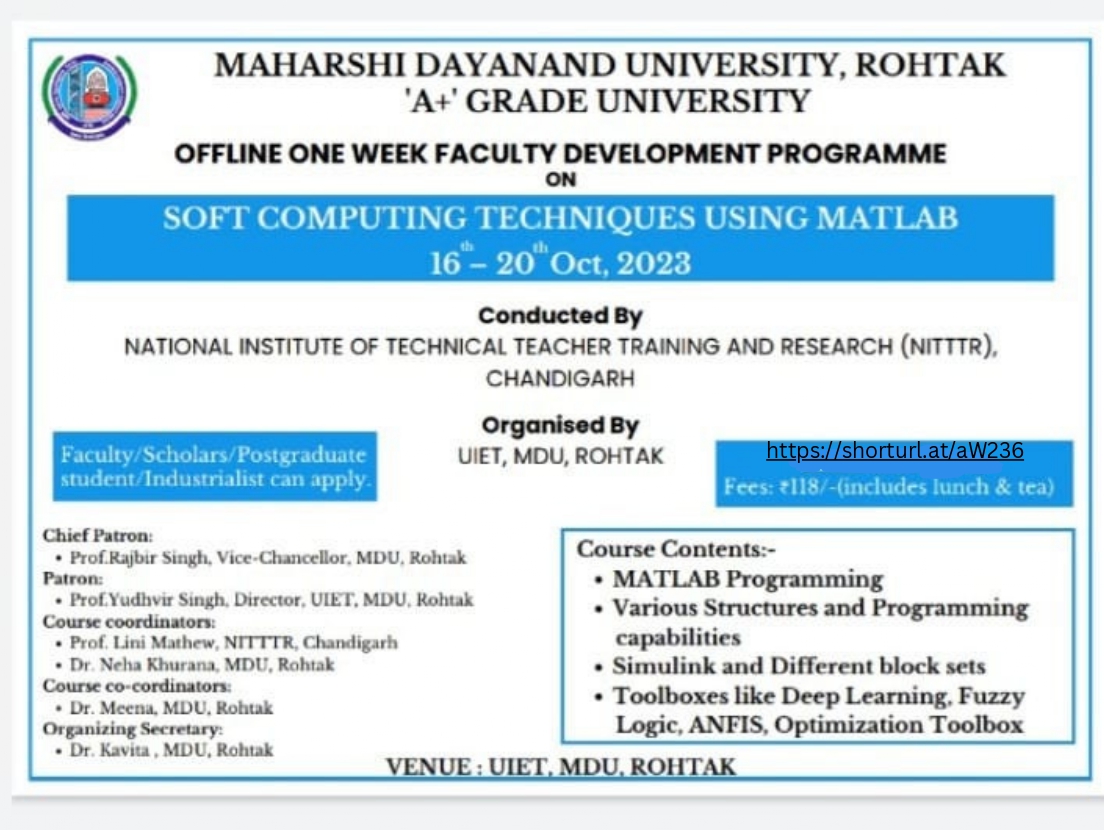 MAHARSHI DAYANAND UNIVERSITY, ROHTAK
'A+' GRADE UNIVERSITY
OFFLINE ONE WEEK FACULTY DEVELOPMENT PROGRAMME
ON
SOFT COMPUTING TECHNIQUES USING MATLAB
16th – 20th Oct, 2023
Conducted By
NATIONAL INSTITUTE OF TECHNICAL TEACHER TRAINING AND RESEARCH (NITTTR),
CHANDIGARH
Organised By
UIET, MDU, ROHTAK
Faculty/Scholars/Postgraduate
student/Industrialist can apply.
https://shorturl.at/aW236
Fees: ₹118/-(includes lunch & tea)
Chief Patron:
• Prof.Rajbir Singh, Vice-Chancellor, MDU, Rohtak
Patron:
• Prof.Yudhvir Singh, Director, UIET, MDU, Rohtak
Course coordinators:
• Prof. Lini Mathew, NITTTR, Chandigarh
• Dr. Neha Khurana, MDU, Rohtak
Course co-cordinators:
• Dr. Meena, MDU, Rohtak
Organizing Secretary:
• Dr. Kavita , MDU, Rohtak
Course Contents:-
• MATLAB Programming
• Various Structures and Programming
capabilities
• Simulink and Different block sets
• Toolboxes like Deep Learning, Fuzzy
Logic, ANFIS, Optimization Toolbox
VENUE : UIET, MDU, ROHTAK